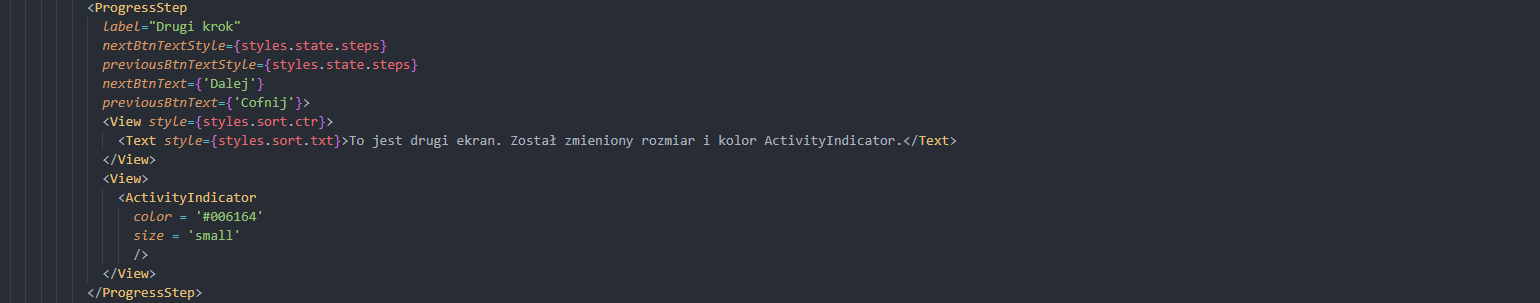 <ProgressStep
label="Drugi krok"
nextBtnTextStyle={styles.state.steps}
previousBtnTextStyle={styles.state.steps}
nextBtnText={'Dalej'}
previousBtnText={'Cofnij'}>
<View style={styles.sort.ctr}>
<Text style={styles.sort.txt}>To jest drugi ekran. Został zmieniony rozmiar i kolor ActivityIndicator.</Text>
</View>
<View>
<ActivityIndicator
color = '#006164'
size = 'small'
/>
</View>
</ProgressStep>